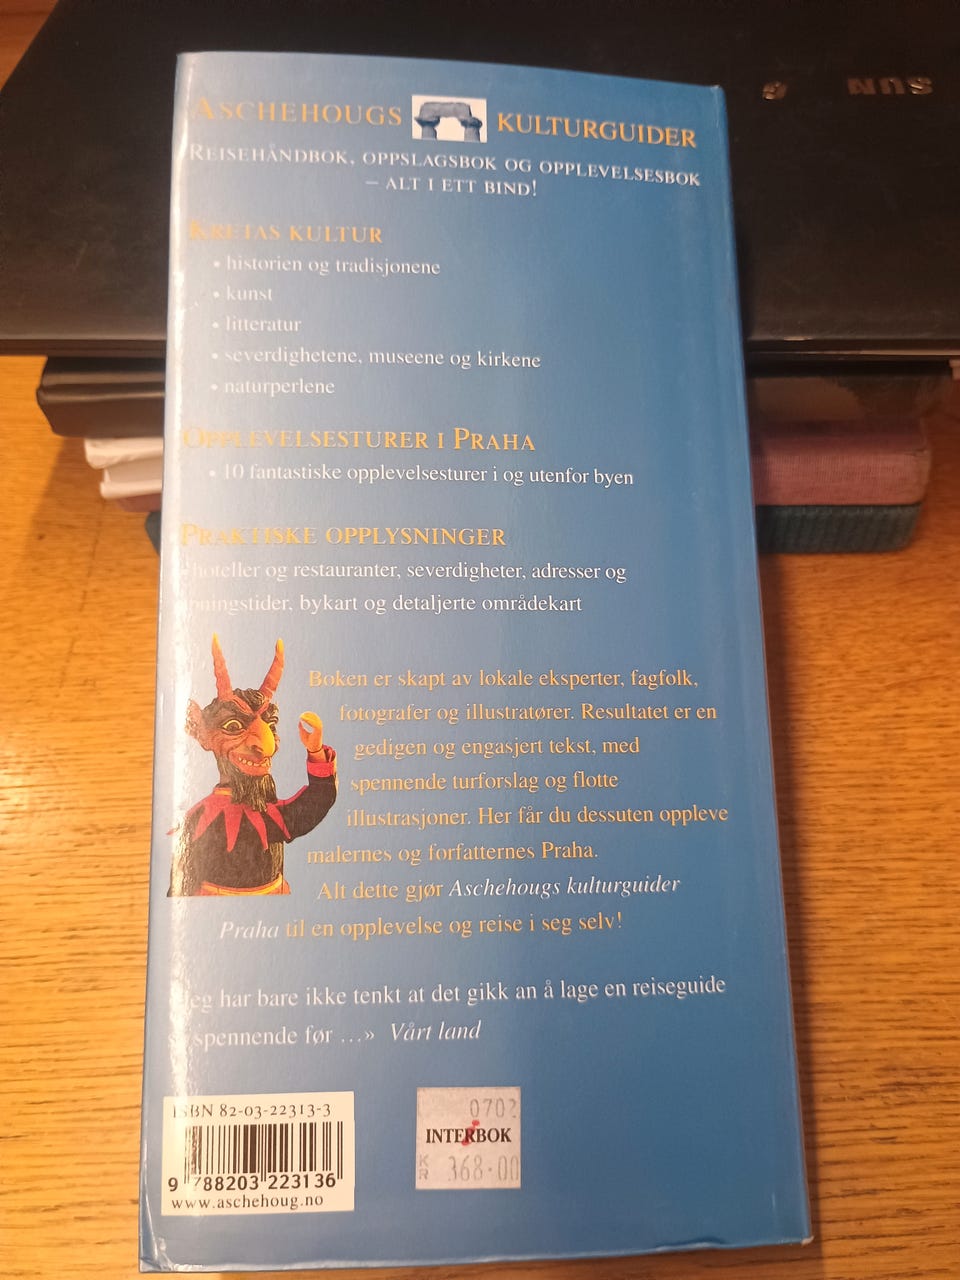 ASCHEHOUGS KULTURGUIDER
REISEHÅNDBOK, OPPSLAGSBOK OG OPPLEVELSESBOK
– ALT I ETT BIND!
KRETAS KULTUR
• historien og tradisjonene
• kunst
• litteratur
• severdighetene, museene og kirkene
• naturperlene
OPPLEVELSESTURER I PRAHA
• 10 fantastiske opplevelsesturer i og utenfor byen
PRAKTISKE OPPLYSNINGER
hoteller og restauranter, severdigheter, adresser og
åpningstider, bykart og detaljerte områdekart
Boken er skapt av lokale eksperter, fagfolk,
fotografer og illustratører. Resultatet er en
gedigen og engasjert tekst, med
spennende turforslag og flotte
illustrasjoner. Her får du dessuten oppleve
malernes og forfatternes Praha.
Alt dette gjør Aschehougs kulturguider
Praha til en opplevelse og reise i seg selv!
Jeg har bare ikke tenkt at det gikk an å lage en reiseguide
spennende før ...» Vårt land
ISBN 82-03-22313-3
9 788203 223136
www.aschehoug.no
0702
INTERBOK
KR 368.00